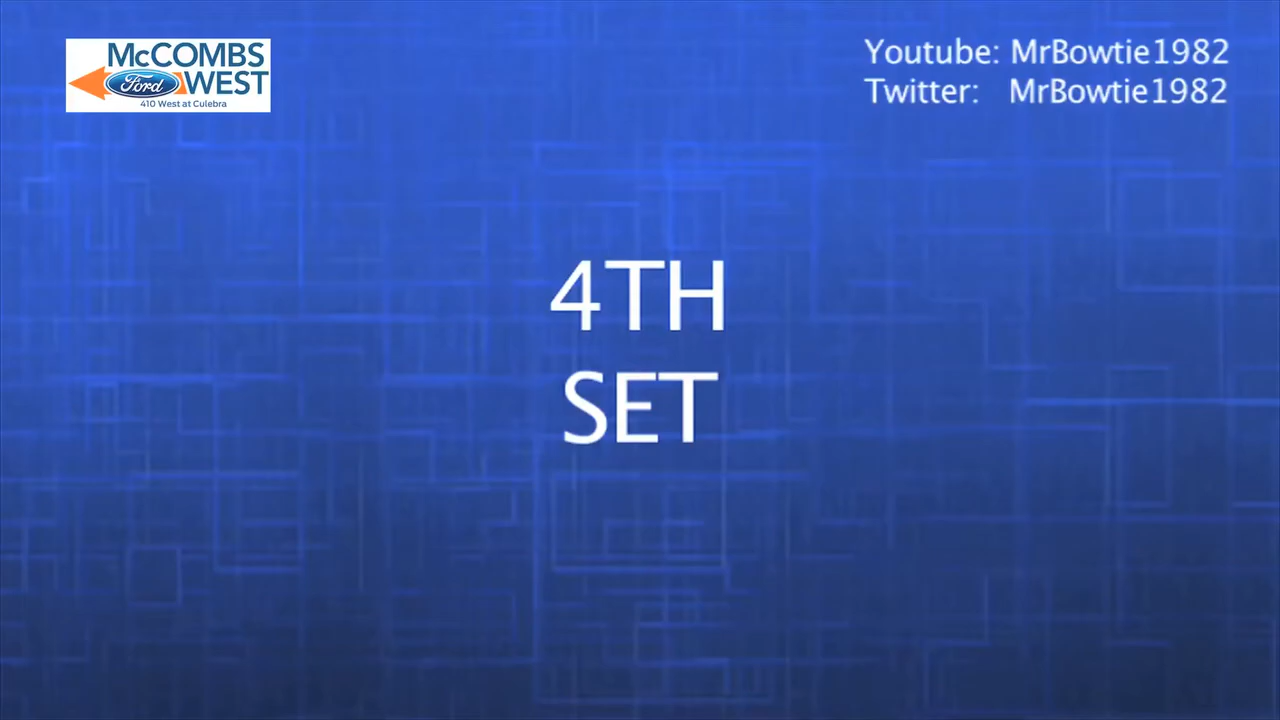 McCOMBS
Ford WEST
410 West at Culebra
Youtube: MrBowtie1982
Twitter: MrBowtie1982
4TH
SET